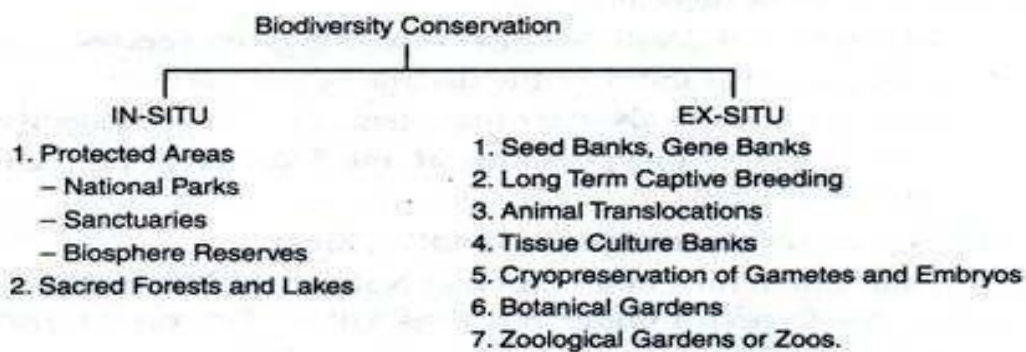 Biodiversity Conservation
IN-SITU
1. Protected Areas
– National Parks
– Sanctuaries
– Biosphere Reserves
2. Sacred Forests and Lakes
EX-SITU
1. Seed Banks, Gene Banks
2. Long Term Captive Breeding
3. Animal Translocations
4. Tissue Culture Banks
5. Cryopreservation of Gametes and Embryos
6. Botanical Gardens
7. Zoological Gardens or Zoos.